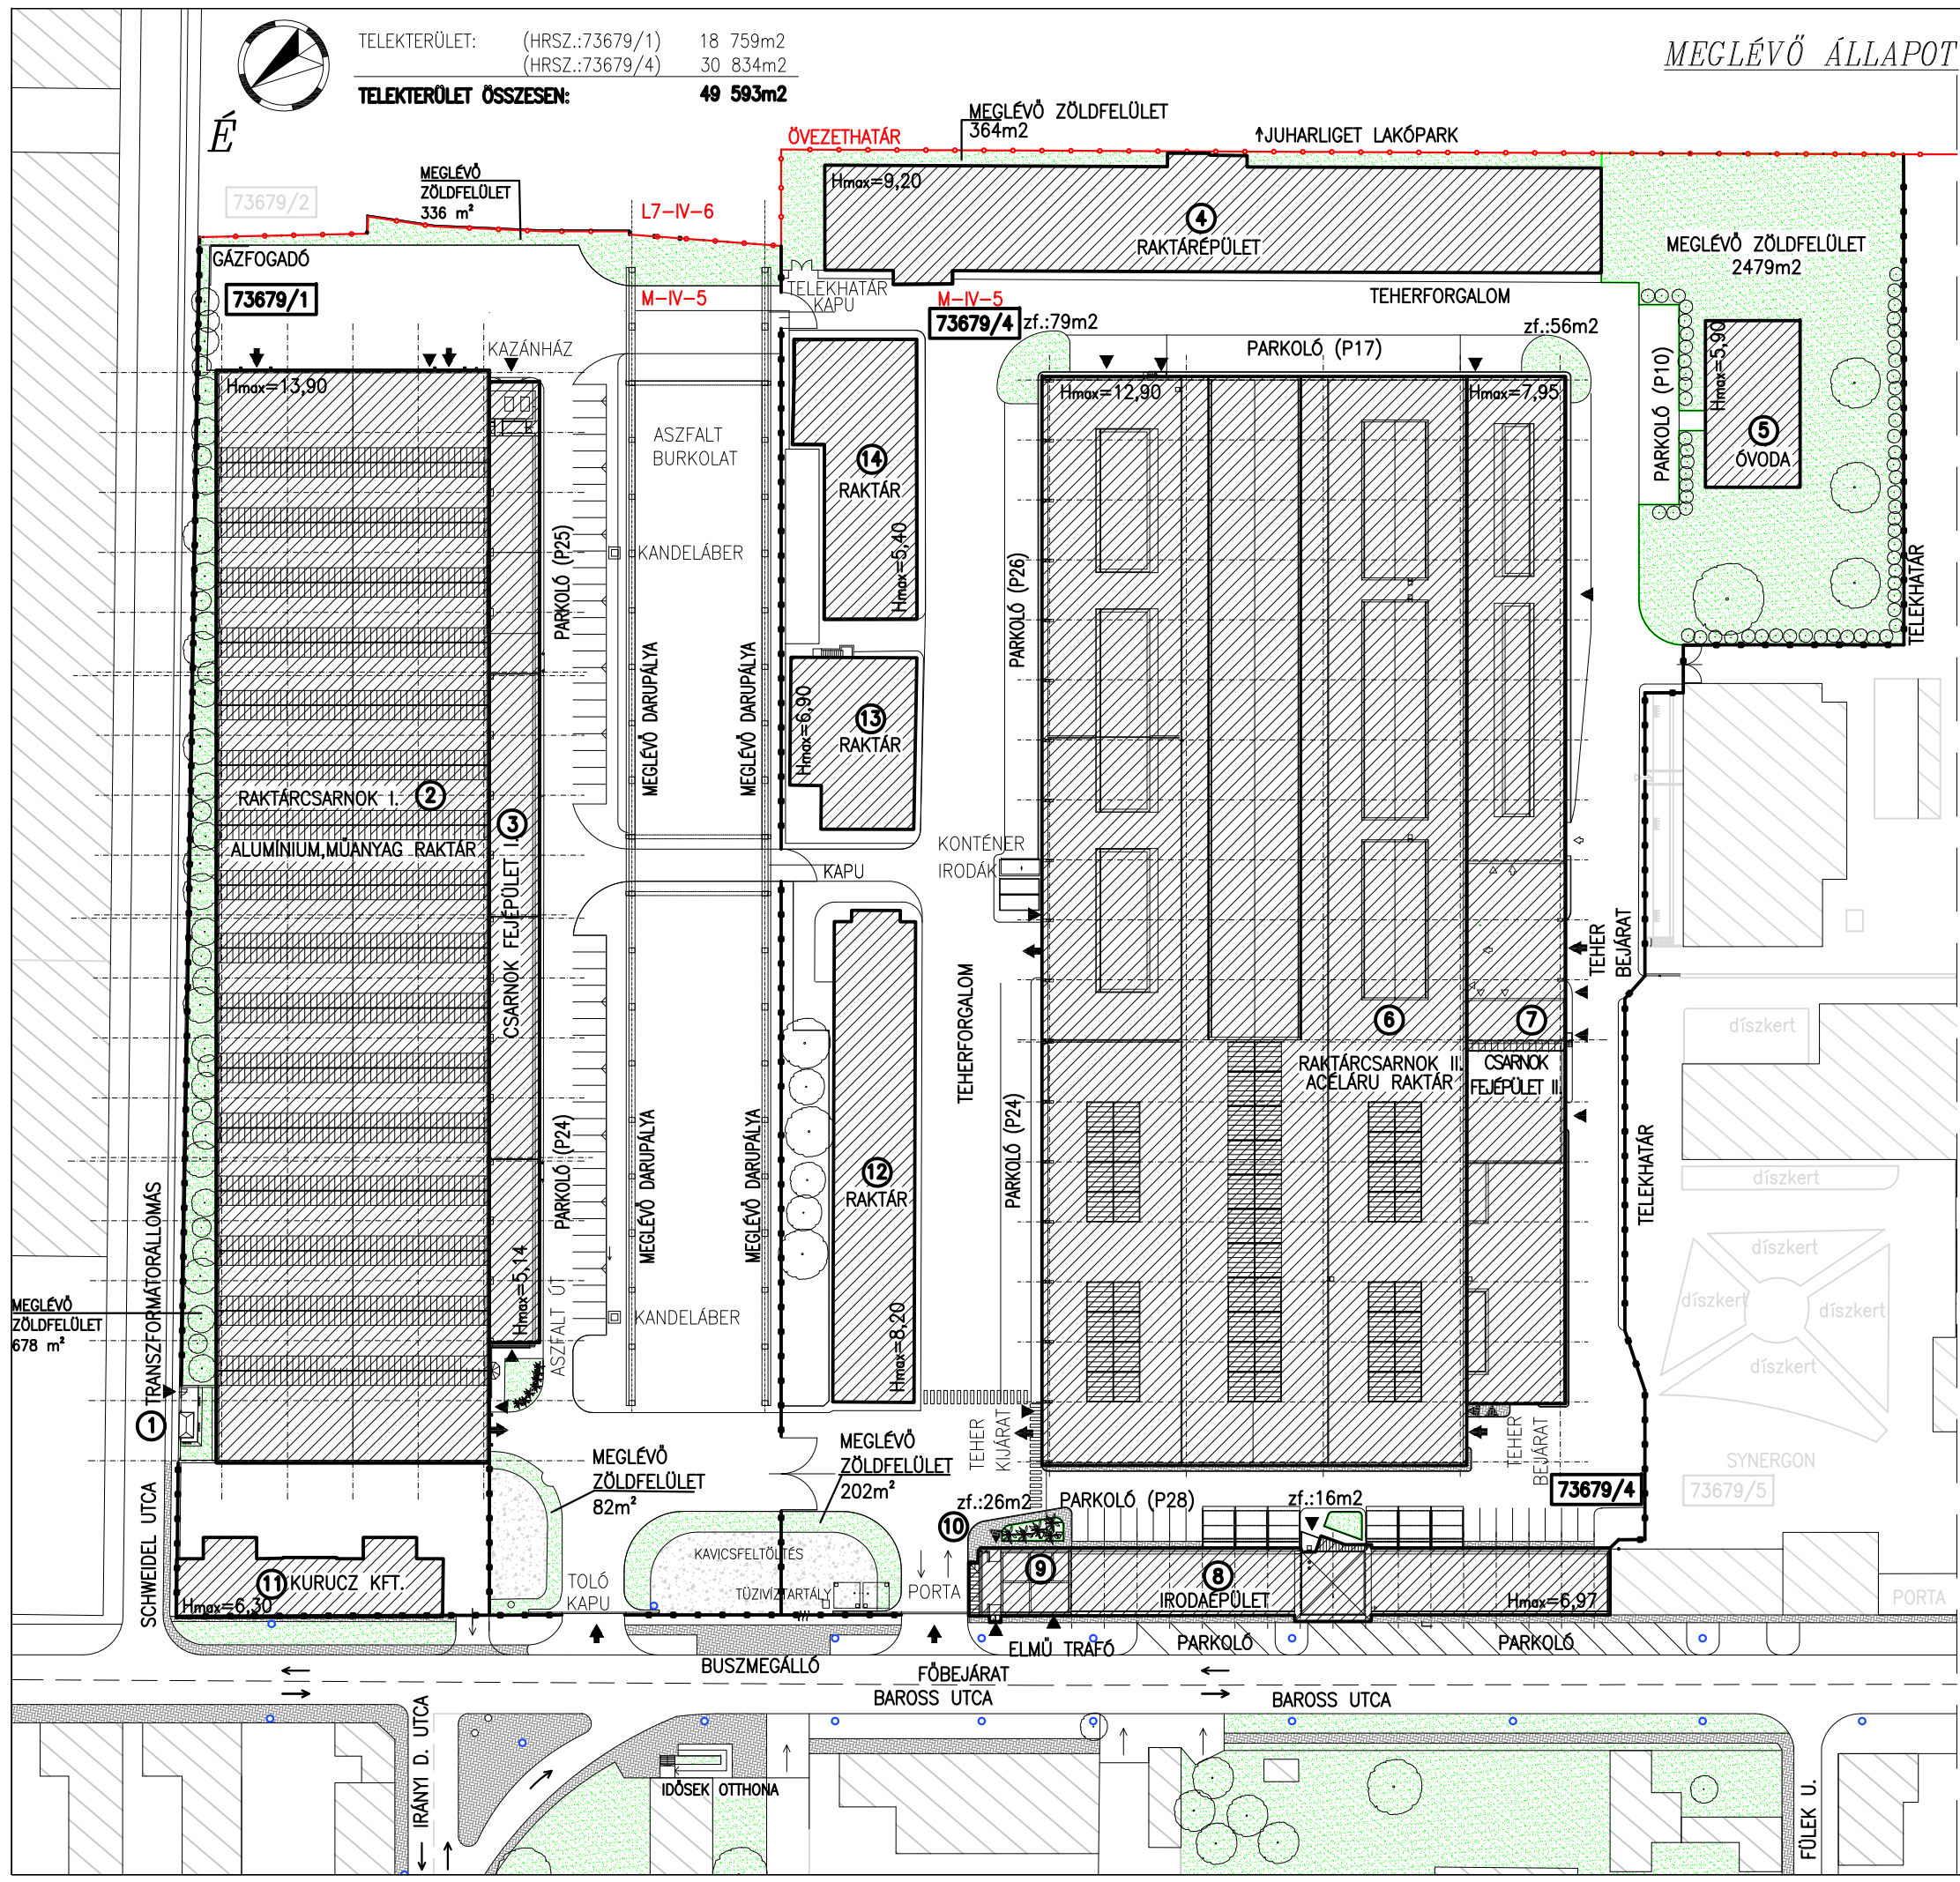 TELEKTERÜLET: (HRSZ.:73679/1) 18 759m2
(HRSZ.:73679/4) 30 834m2
TELEKTERÜLET ÖSSZESEN: 49 593m2
MEGLÉVŐ ÁLLAPOT
É
MEGLÉVŐ ZÖLDFELÜLET
364m2
ÖVEZETHATÁR
↑JUHARLIGET LAKÓPARK
73679/2
MEGLÉVŐ
ZÖLDFELÜLET
336 m²
L7-IV-6
Hmax=9,20
4
RAKTÁRÉPÜLET
MEGLÉVŐ ZÖLDFELÜLET
2479m2
GÁZFOGADÓ
73679/1
M-IV-5
TELEKHATÁR
KAPU
M-IV-5
73679/4
zf.:79m2
TEHERFORGALOM
zf.:56m2
PARKOLÓ (P17)
KAZÁNHÁZ
Hmax=13,90
Hmax=12,90
Hmax=7,95
PARKOLÓ (P10)
Hmax=5,90
5
ÓVODA
TELEKHATÁR
ASZFALT
BURKOLAT
14
RAKTÁR
Hmax=5,40
PARKOLÓ (P25)
KANDELÁBER
PARKOLÓ (P26)
MEGLÉVŐ DARUPÁLYA
MEGLÉVŐ DARUPÁLYA
Hmax=6,90
13
RAKTÁR
RAKTÁRCSARNOK I. 2
ALUMÍNIUM,MŰANYAG RAKTÁR
3
CSARNOK FEJÉPÜLET I.
KONTÉNER
IRODÁK
KAPU
TEHERFORGALOM
TEHER
BEJÁRAT
6
RAKTÁRCSARNOK II.
ACÉLÁRU RAKTÁR
7
CSARNOK
FEJÉPÜLET II.
díszkert
díszkert
díszkert
díszkert
díszkert
díszkert
PARKOLÓ (P24)
MEGLÉVŐ DARUPÁLYA
MEGLÉVŐ DARUPÁLYA
12
RAKTÁR
Hmax=8,20
PARKOLÓ (P24)
TELEKHATÁR
TRANSZFORMÁTORÁLLOMÁS
1
MEGLÉVŐ
ZÖLDFELÜLET
678 m²
Hmax=5,14
ASZFALT ÚT
KANDELÁBER
TEHER
KIJÁRAT
TEHER
BEJÁRAT
SYNERGON
73679/5
73679/4
MEGLÉVŐ
ZÖLDFELÜLET
82m²
MEGLÉVŐ
ZÖLDFELÜLET
202m²
zf.:26m2
PARKOLÓ (P28)
zf.:16m2
10
SCHWEIDEL UTCA
11 KURUCZ KFT.
Hmax=6,30
TOLÓ
KAPU
KAVICSFELTÖLTÉS
TŰZIVÍZTARTÁLY
PORTA
9
8
IRODAÉPÜLET
Hmax=6,97
PORTA
BUSZMEGÁLLÓ
FŐBEJÁRAT
ELMŰ TRAFÓ
PARKOLÓ
PARKOLÓ
BAROSS UTCA
BAROSS UTCA
IRÁNYI D. UTCA
IDŐSEK OTTHONA
FÜLEK U.